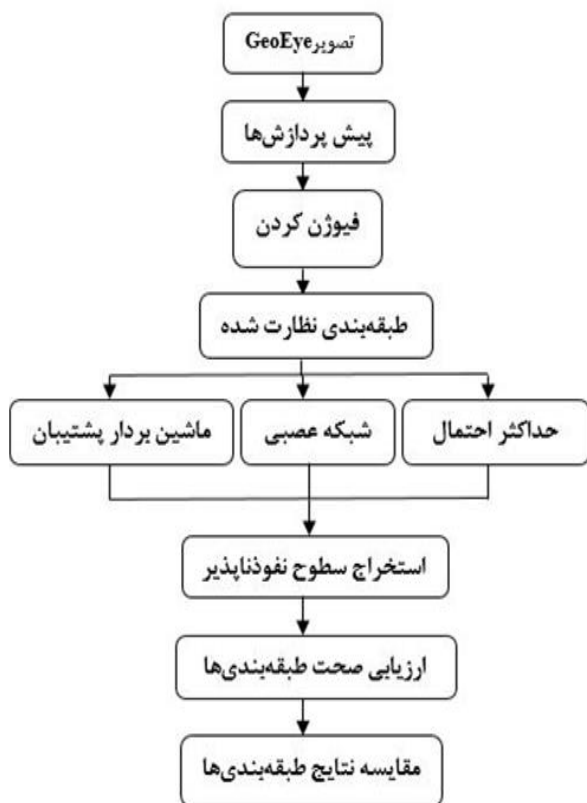 تصویرGeoEye
پیش پردازش‌ها
فیوژن کردن
طبقه‌بندی نظارت شده
حداکثر احتمال
شبکه عصبی
ماشین بردار پشتیبان
استخراج سطوح نفوذناپذیر
ارزیابی صحت طبقه‌بندی‌ها
مقایسه نتایج طبقه‌بندی‌ها